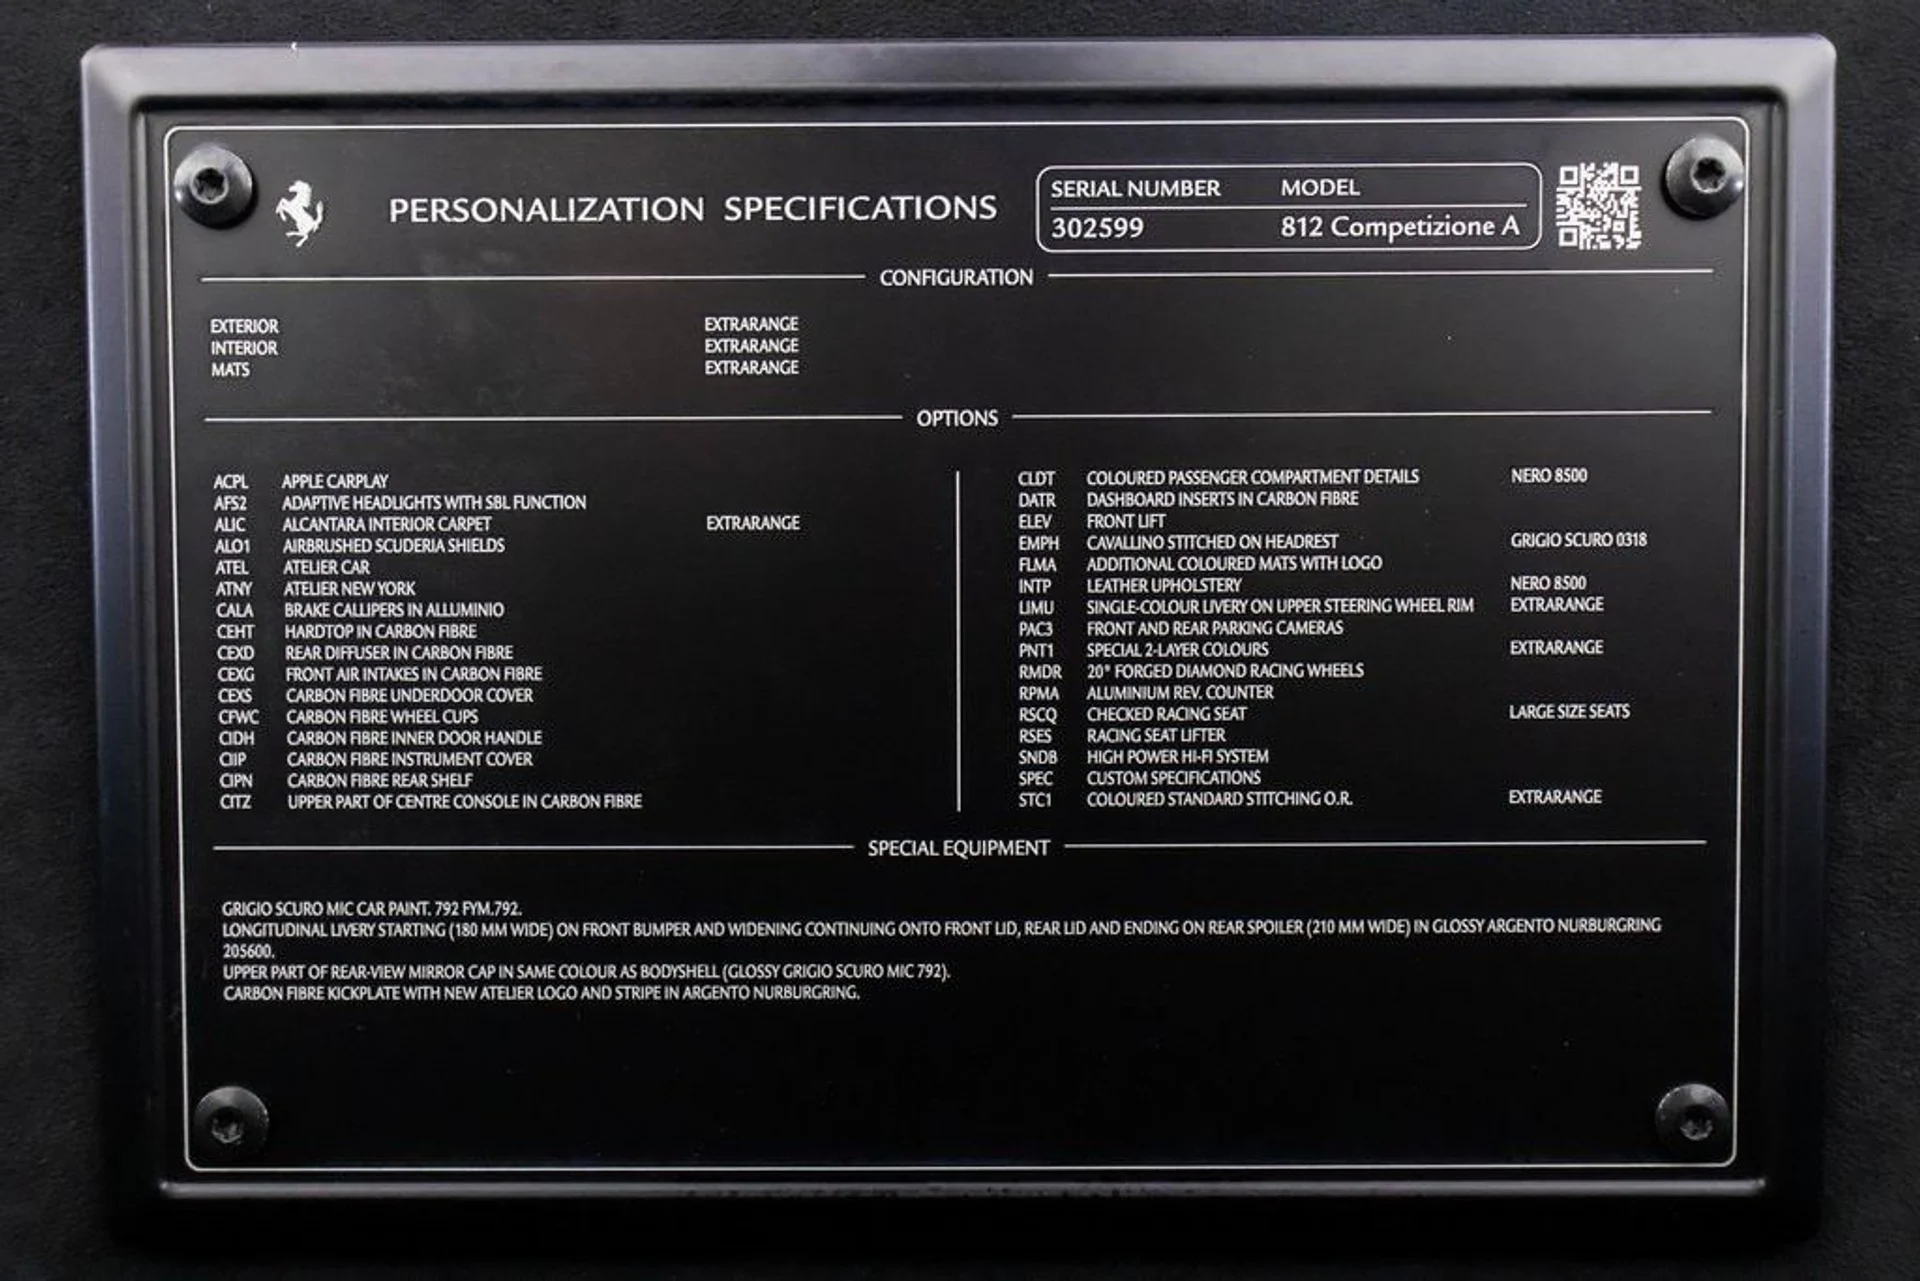 PERSONALIZATION SPECIFICATIONS
SERIAL NUMBER MODEL
302599 812 Competizione A
CONFIGURATION
EXTERIOR EXTRARANGE
INTERIOR EXTRARANGE
MATS EXTRARANGE
OPTIONS
ACPL APPLE CARPLAY
AFS2 ADAPTIVE HEADLIGHTS WITH SBL FUNCTION
ALIC ALCANTARA INTERIOR CARPET EXTRARANGE
ALO1 AIRBRUSHED SCUDERIA SHIELDS
ATEL ATELIER CAR
ATNY ATELIER NEW YORK
CALA BRAKE CALLIPERS IN ALLUMINIO
CEHT HARDTOP IN CARBON FIBRE
CEXD REAR DIFFUSER IN CARBON FIBRE
CEXG FRONT AIR INTAKES IN CARBON FIBRE
CEXS CARBON FIBRE UNDERDOOR COVER
CFWC CARBON FIBRE WHEEL CUPS
CIDH CARBON FIBRE INNER DOOR HANDLE
CIIP CARBON FIBRE INSTRUMENT COVER
CIPN CARBON FIBRE REAR SHELF
CITZ UPPER PART OF CENTRE CONSOLE IN CARBON FIBRE
CLDT COLOURED PASSENGER COMPARTMENT DETAILS NERO 8500
DATR DASHBOARD INSERTS IN CARBON FIBRE
ELEV FRONT LIFT
EMPH CAVALLINO STITCHED ON HEADREST GRIGIO SCURO 0318
FLMA ADDITIONAL COLOURED MATS WITH LOGO
INTP LEATHER UPHOLSTERY NERO 8500
LIMU SINGLE-COLOUR LIVERY ON UPPER STEERING WHEEL RIM EXTRARANGE
PAC3 FRONT AND REAR PARKING CAMERAS
PNT1 SPECIAL 2-LAYER COLOURS EXTRARANGE
RMDR 20" FORGED DIAMOND RACING WHEELS
RPMA ALUMINIUM REV. COUNTER
RSCQ CHECKED RACING SEAT LARGE SIZE SEATS
RSES RACING SEAT LIFTER
SNDB HIGH POWER HI-FI SYSTEM
SPEC CUSTOM SPECIFICATIONS
STC1 COLOURED STANDARD STITCHING O.R. EXTRARANGE
SPECIAL EQUIPMENT
GRIGIO SCURO MIC CAR PAINT. 792 FYM.792.
LONGITUDINAL LIVERY STARTING (180 MM WIDE) ON FRONT BUMPER AND WIDENING CONTINUING ONTO FRONT LID, REAR LID AND ENDING ON REAR SPOILER (210 MM WIDE) IN GLOSSY ARGENTO NURBURGRING
205600.
UPPER PART OF REAR-VIEW MIRROR CAP IN SAME COLOUR AS BODYSHELL (GLOSSY GRIGIO SCURO MIC 792).
CARBON FIBRE KICKPLATE WITH NEW ATELIER LOGO AND STRIPE IN ARGENTO NURBURGRING.